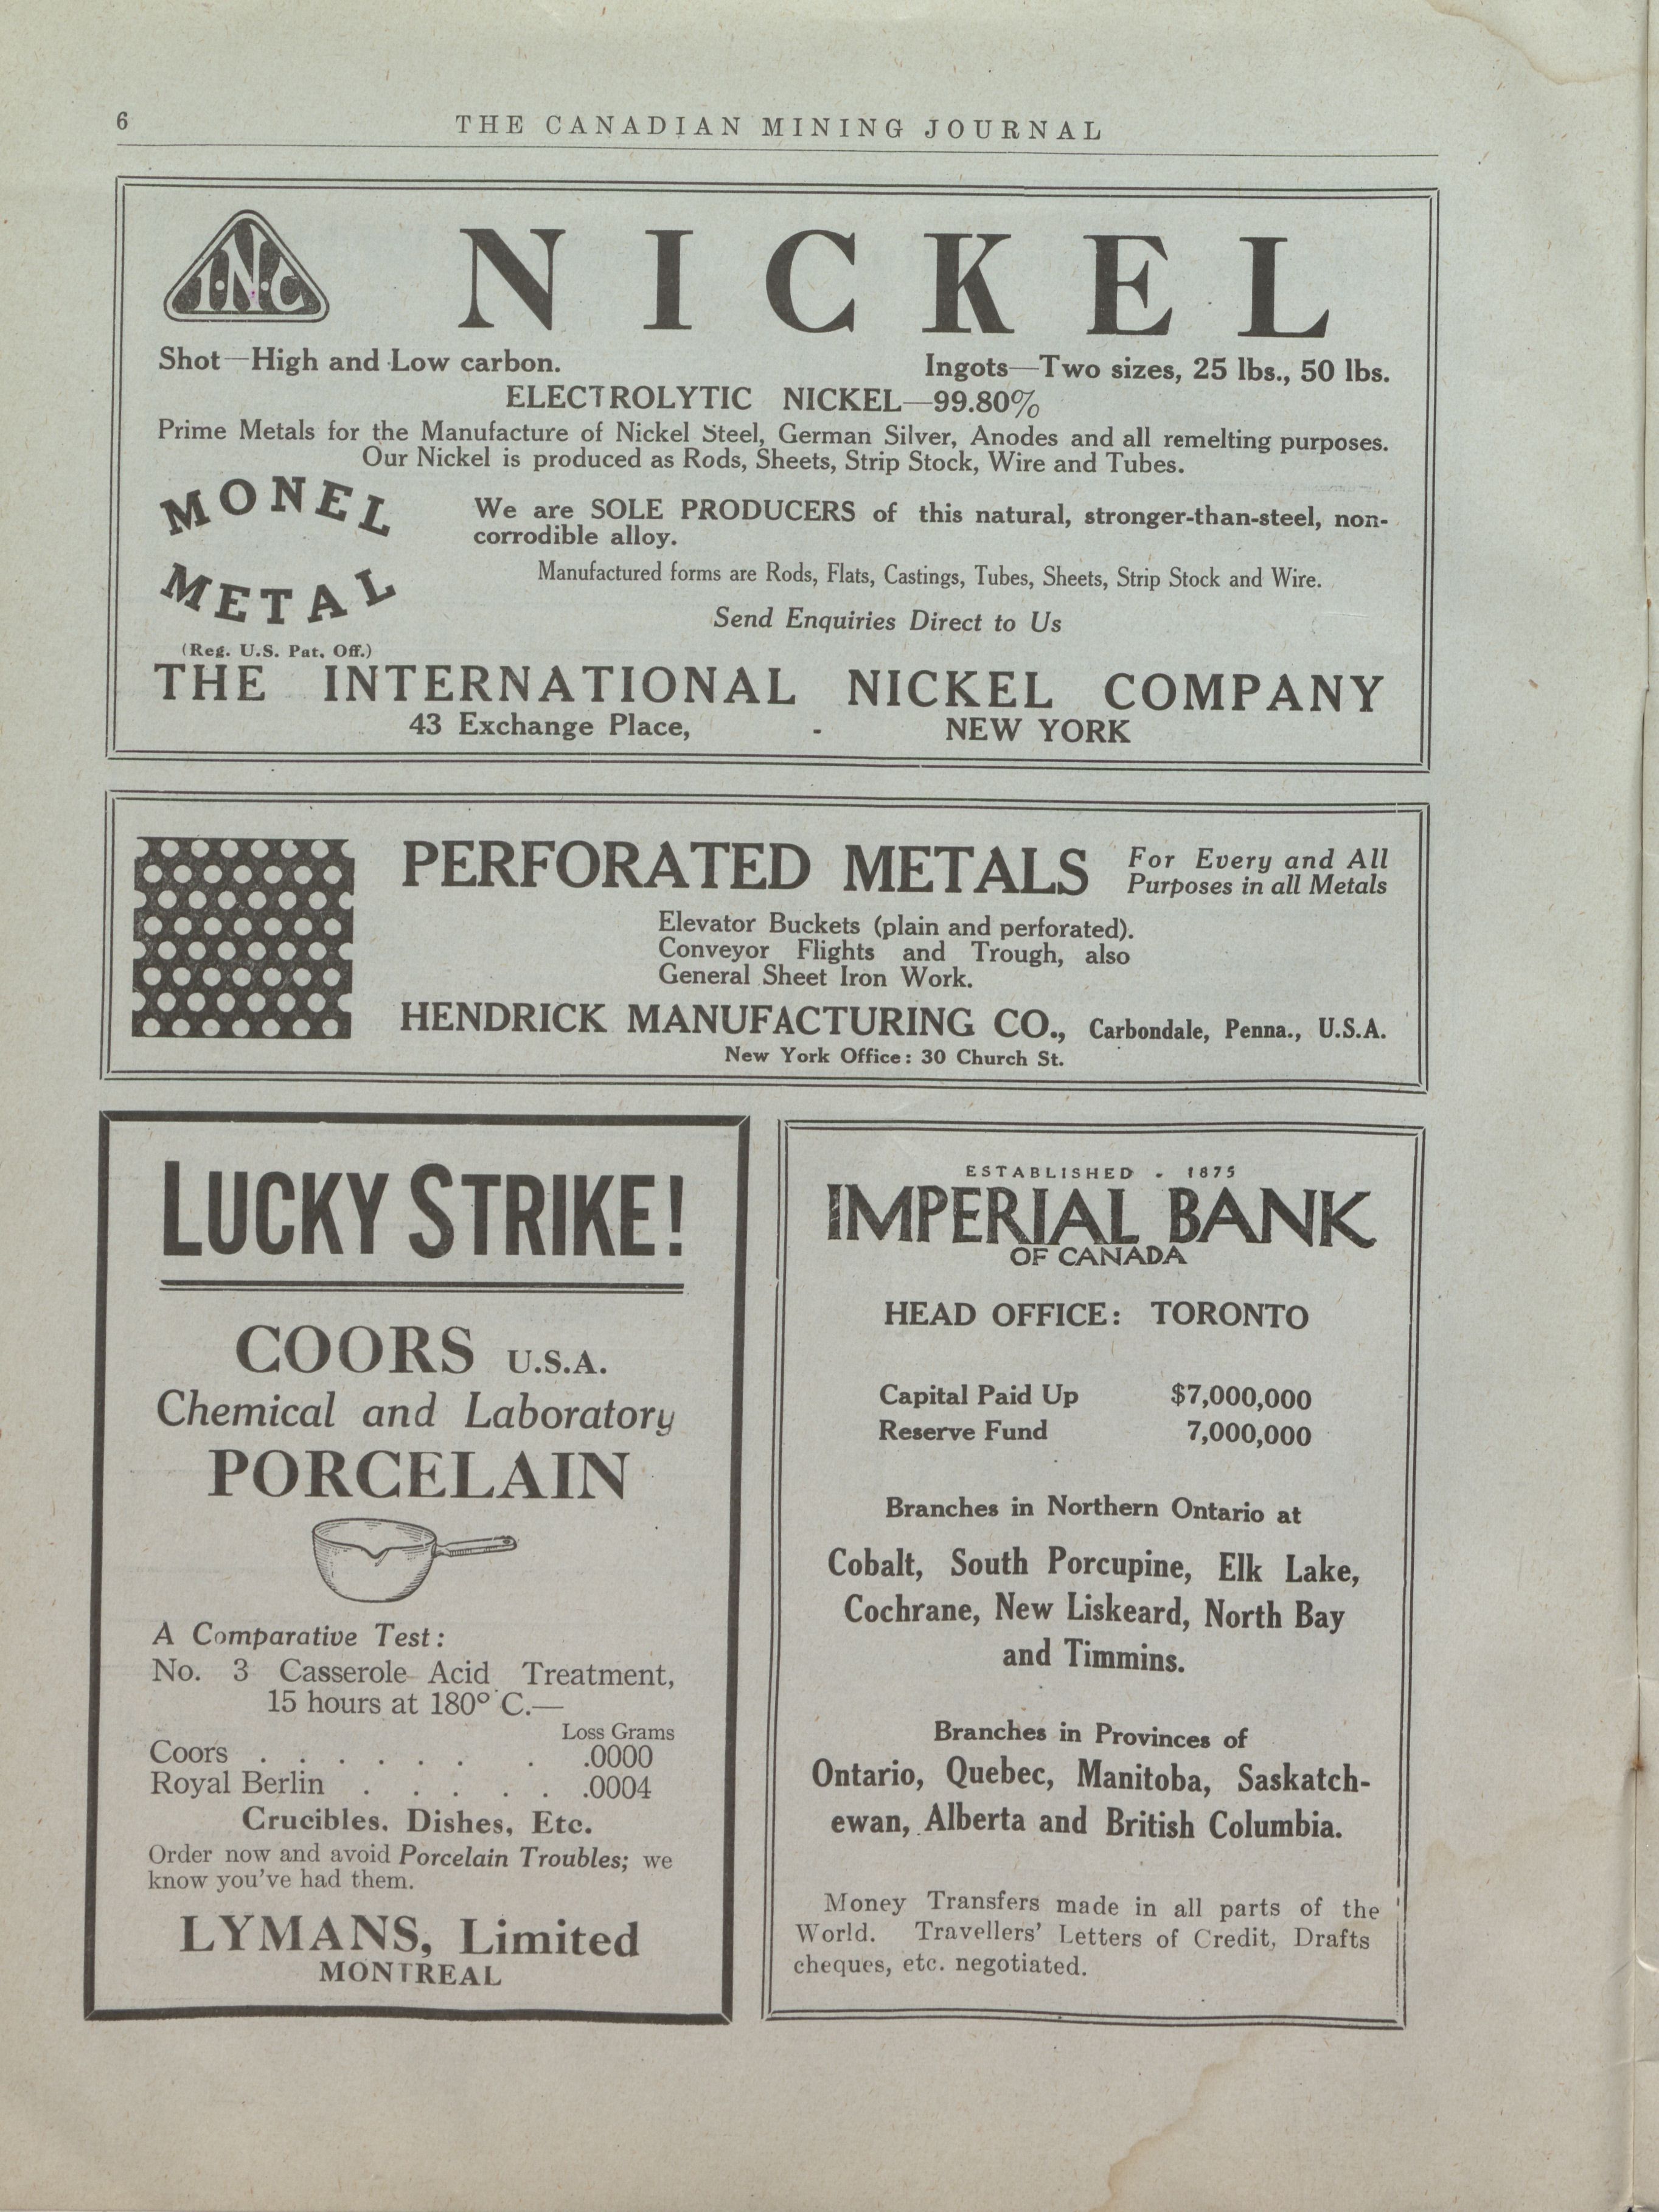 6
THE CANADIAN MINING JOURNAL
I·N·C
NICKEL
Shot—High and Low carbon.
Ingots—Two sizes, 25 lbs., 50 lbs.
ELECTROLYTIC NICKEL—99.80%
Prime Metals for the Manufacture of Nickel Steel, German Silver, Anodes and all remelting purposes.
Our Nickel is produced as Rods, Sheets, Strip Stock, Wire and Tubes.
MONEL
METAL
(Reg. U.S. Pat. Off.)
We are SOLE PRODUCERS of this natural, stronger-than-steel, non-
corrodible alloy.
Manufactured forms are Rods, Flats, Castings, Tubes, Sheets, Strip Stock and Wire.
Send Enquiries Direct to Us
THE INTERNATIONAL NICKEL COMPANY
43 Exchange Place, - NEW YORK
PERFORATED METALS
For Every and All
Purposes in all Metals
Elevator Buckets (plain and perforated).
Conveyor Flights and Trough, also
General Sheet Iron Work.
HENDRICK MANUFACTURING CO., Carbondale, Penna., U.S.A.
New York Office: 30 Church St.
LUCKY STRIKE!
COORS U.S.A.
Chemical and Laboratory
PORCELAIN
A Comparative Test:
No. 3 Casserole Acid Treatment,
15 hours at 180° C.—
Loss Grams
Coors . . . . . . . .0000
Royal Berlin . . . . . .0004
Crucibles, Dishes, Etc.
Order now and avoid Porcelain Troubles; we
know you've had them.
LYMANS, Limited
MONTREAL
ESTABLISHED - 1875
IMPERIAL BANK
OF CANADA
HEAD OFFICE: TORONTO
Capital Paid Up $7,000,000
Reserve Fund 7,000,000
Branches in Northern Ontario at
Cobalt, South Porcupine, Elk Lake,
Cochrane, New Liskeard, North Bay
and Timmins.
Branches in Provinces of
Ontario, Quebec, Manitoba, Saskatch-
ewan, Alberta and British Columbia.
Money Transfers made in all parts of the
World. Travellers' Letters of Credit, Drafts
cheques, etc. negotiated.